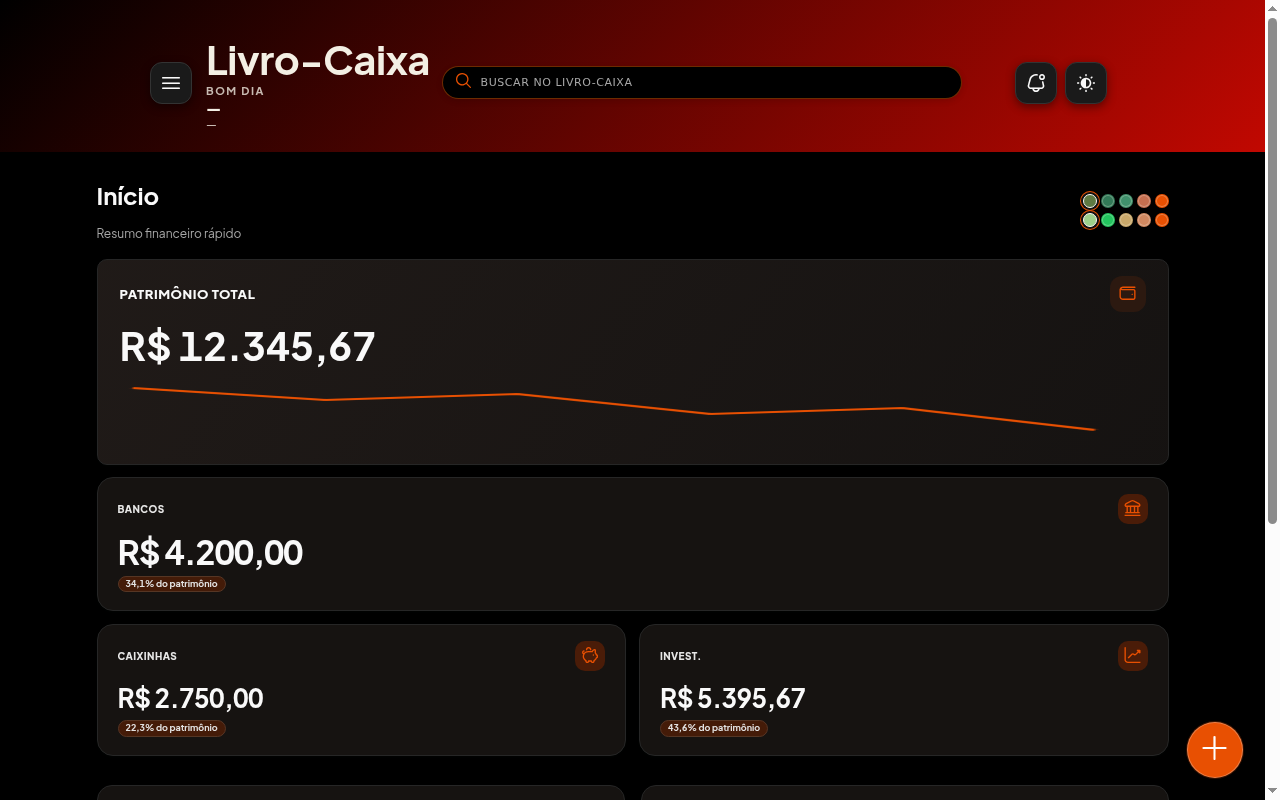 Livro-Caixa
BOM DIA
—
—
BUSCAR NO LIVRO-CAIXA
Início
Resumo financeiro rápido
PATRIMÔNIO TOTAL
R$ 12.345,67
BANCOS
R$ 4.200,00
34,1% do patrimônio
CAIXINHAS
R$ 2.750,00
22,3% do patrimônio
INVEST.
R$ 5.395,67
43,6% do patrimônio